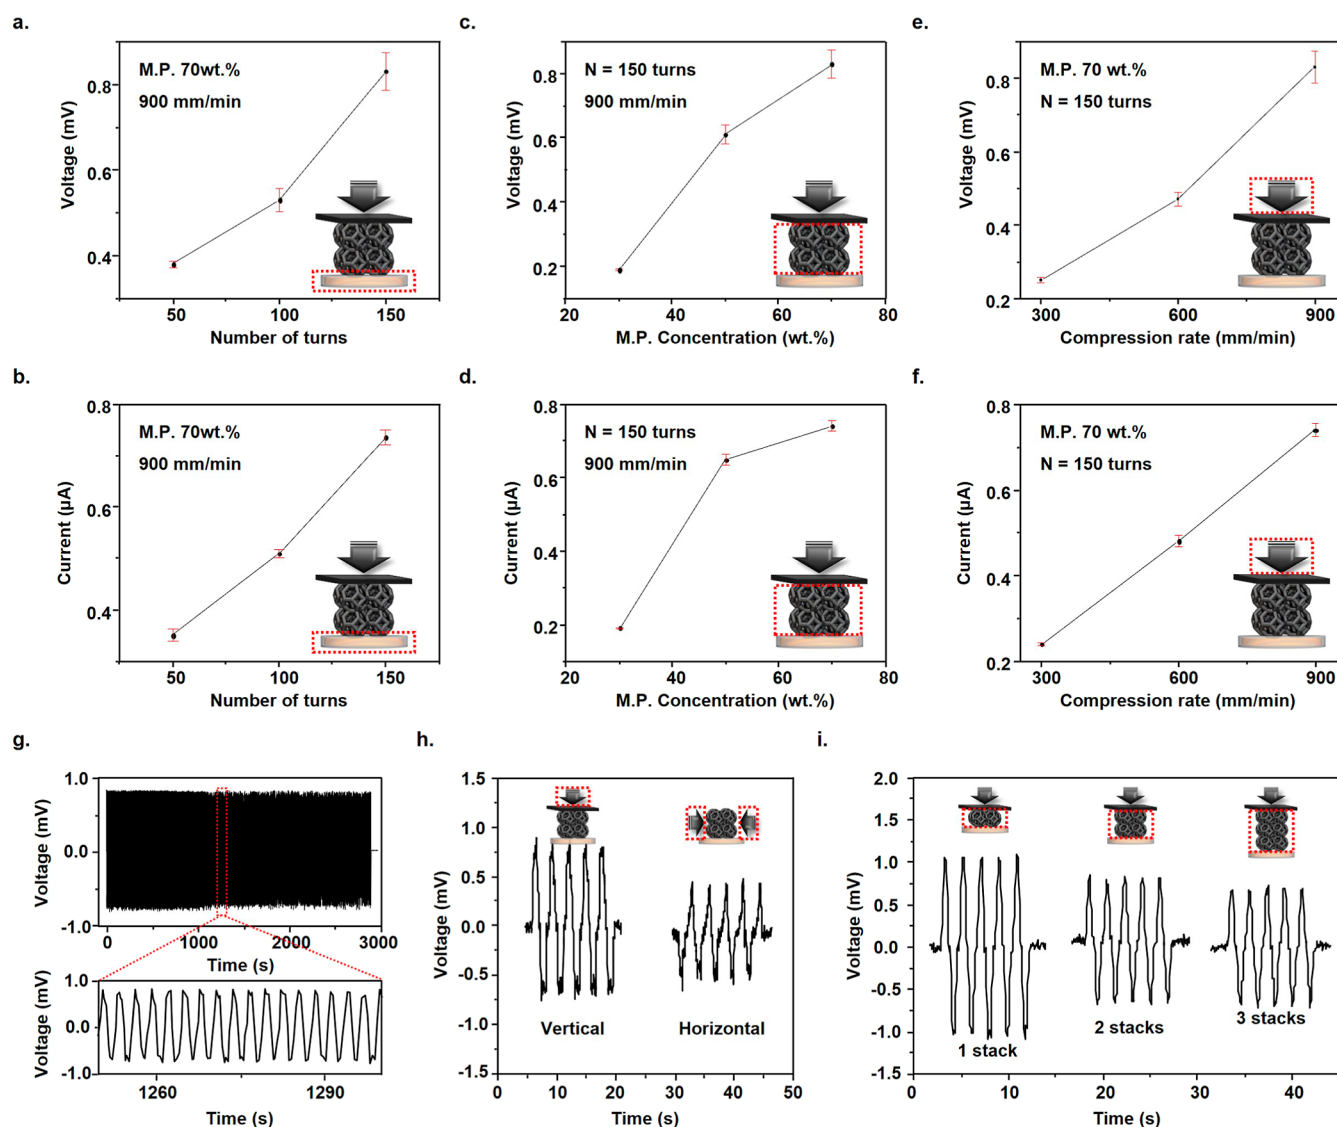 a.
0.8
0.6
0.4
Voltage (mV)
M.P. 70wt.%
900 mm/min
50
100
150
Number of turns
c.
0.8
0.6
0.4
0.2
Voltage (mV)
N = 150 turns
900 mm/min
20
40
60
80
M.P. Concentration (wt.%)
e.
0.8
0.6
0.4
0.2
Voltage (mV)
M.P. 70 wt.%
N = 150 turns
300
600
900
Compression rate (mm/min)
b.
0.8
0.6
0.4
Current (µA)
M.P. 70wt.%
900 mm/min
50
100
150
Number of turns
d.
0.8
0.6
0.4
0.2
Current (µA)
N = 150 turns
900 mm/min
20
40
60
80
M.P. Concentration (wt.%)
f.
0.8
0.6
0.4
0.2
Current (µA)
M.P. 70 wt.%
N = 150 turns
300
600
900
Compression rate (mm/min)
g.
1.0
0.0
-1.0
Voltage (mV)
0
1000
2000
3000
Time (s)
1.0
0.0
-1.0
Voltage (mV)
1260
1290
Time (s)
h.
1.5
1.0
0.5
0.0
-0.5
-1.0
-1.5
Voltage (mV)
Vertical
Horizontal
0
10
20
30
40
50
Time (s)
i.
2.0
1.5
1.0
0.5
0.0
-0.5
-1.0
-1.5
Voltage (mV)
1 stack
2 stacks
3 stacks
0
10
20
30
40
Time (s)